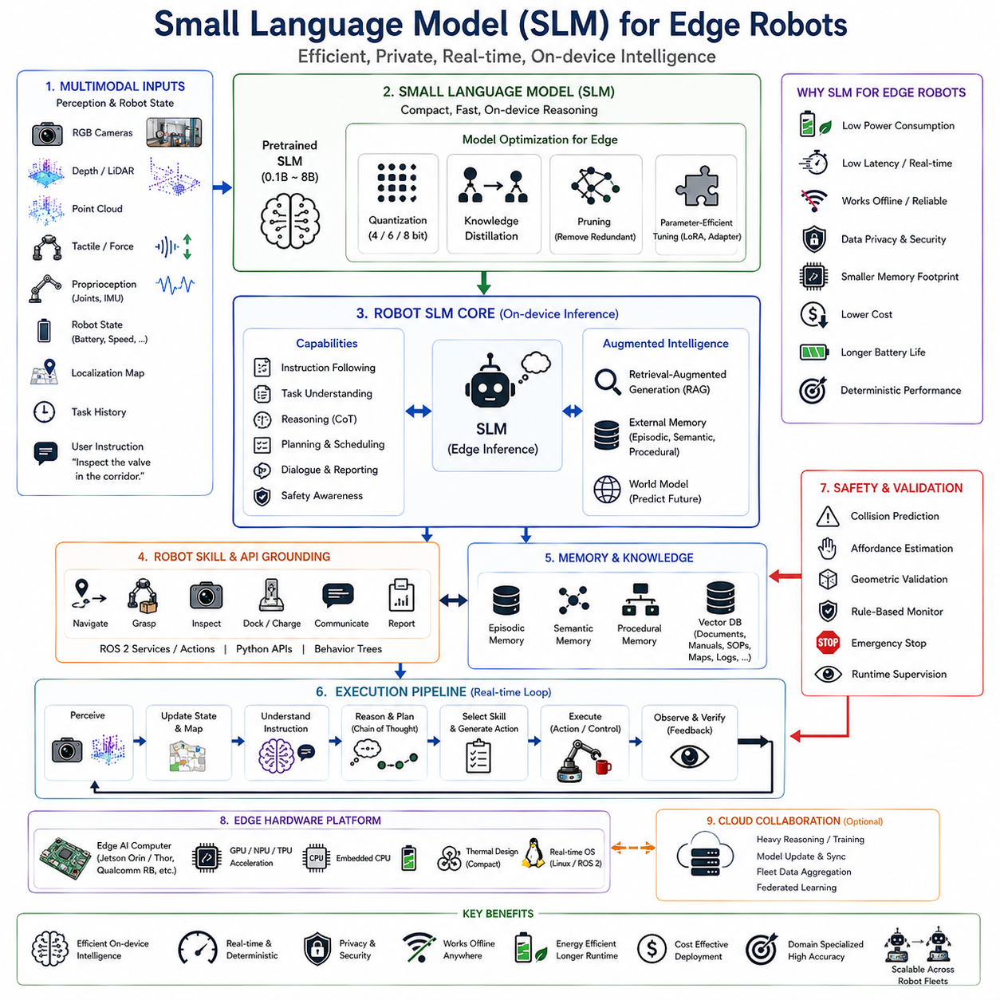 Small Language Model (SLM) for Edge Robots
Efficient, Private, Real-time, On-device Intelligence
1. MULTIMODAL INPUTS
Perception & Robot State
RGB Cameras
Depth / LiDAR
Point Cloud
Tactile / Force
Proprioception
(Joints, IMU)
Robot State
(Battery, Speed, ...)
Localization Map
Task History
User Instruction
“Inspect the valve
in the corridor.”
2. SMALL LANGUAGE MODEL (SLM)
Compact, Fast, On-device Reasoning
Pretrained
SLM
(0.1B ~ 8B)
Model Optimization for Edge
Quantization
(4 / 6 / 8 bit)
Knowledge
Distillation
Pruning
(Remove Redundant)
Parameter-Efficient
Tuning (LoRA, Adapter)
WHY SLM FOR EDGE ROBOTS
Low Power Consumption
Low Latency / Real-time
Works Offline / Reliable
Data Privacy & Security
Smaller Memory Footprint
Lower Cost
Longer Battery Life
Deterministic Performance
3. ROBOT SLM CORE (On-device Inference)
Capabilities
Instruction Following
Task Understanding
Reasoning (CoT)
Planning & Scheduling
Dialogue & Reporting
Safety Awareness
SLM
(Edge Inference)
Augmented Intelligence
Retrieval-Augmented
Generation (RAG)
External Memory
(Episodic, Semantic,
Procedural)
World Model
(Predict Future)
4. ROBOT SKILL & API GROUNDING
Navigate
Grasp
Inspect
Dock / Charge
Communicate
Report
ROS 2 Services / Actions | Python APIs | Behavior Trees
5. MEMORY & KNOWLEDGE
Episodic
Memory
Semantic
Memory
Procedural
Memory
Vector DB
(Documents,
Manuals, SOPs,
Maps, Logs, ...)
7. SAFETY & VALIDATION
Collision Prediction
Affordance Estimation
Geometric Validation
Rule-Based Monitor
STOP
Emergency Stop
Runtime Supervision
6. EXECUTION PIPELINE (Real-time Loop)
Perceive
Update State
& Map
Understand
Instruction
Reason & Plan
(Chain of Thought)
Select Skill
& Generate Action
Execute
(Action / Control)
Observe & Verify
(Feedback)
8. EDGE HARDWARE PLATFORM
Edge AI Computer
(Jetson Orin / Thor,
Qualcomm RB, etc.)
GPU / NPU / TPU
Acceleration
CPU
Embedded CPU
Thermal Design
(Compact)
Real-time OS
(Linux / ROS 2)
9. CLOUD COLLABORATION (Optional)
Heavy Reasoning / Training
Model Update & Sync
Fleet Data Aggregation
Federated Learning
KEY BENEFITS
Efficient On-device
Intelligence
Real-time &
Deterministic
Privacy &
Security
Works Offline
Anywhere
Energy Efficient
Longer Runtime
Cost Effective
Deployment
Domain Specialized
High Accuracy
Scalable Across
Robot Fleets